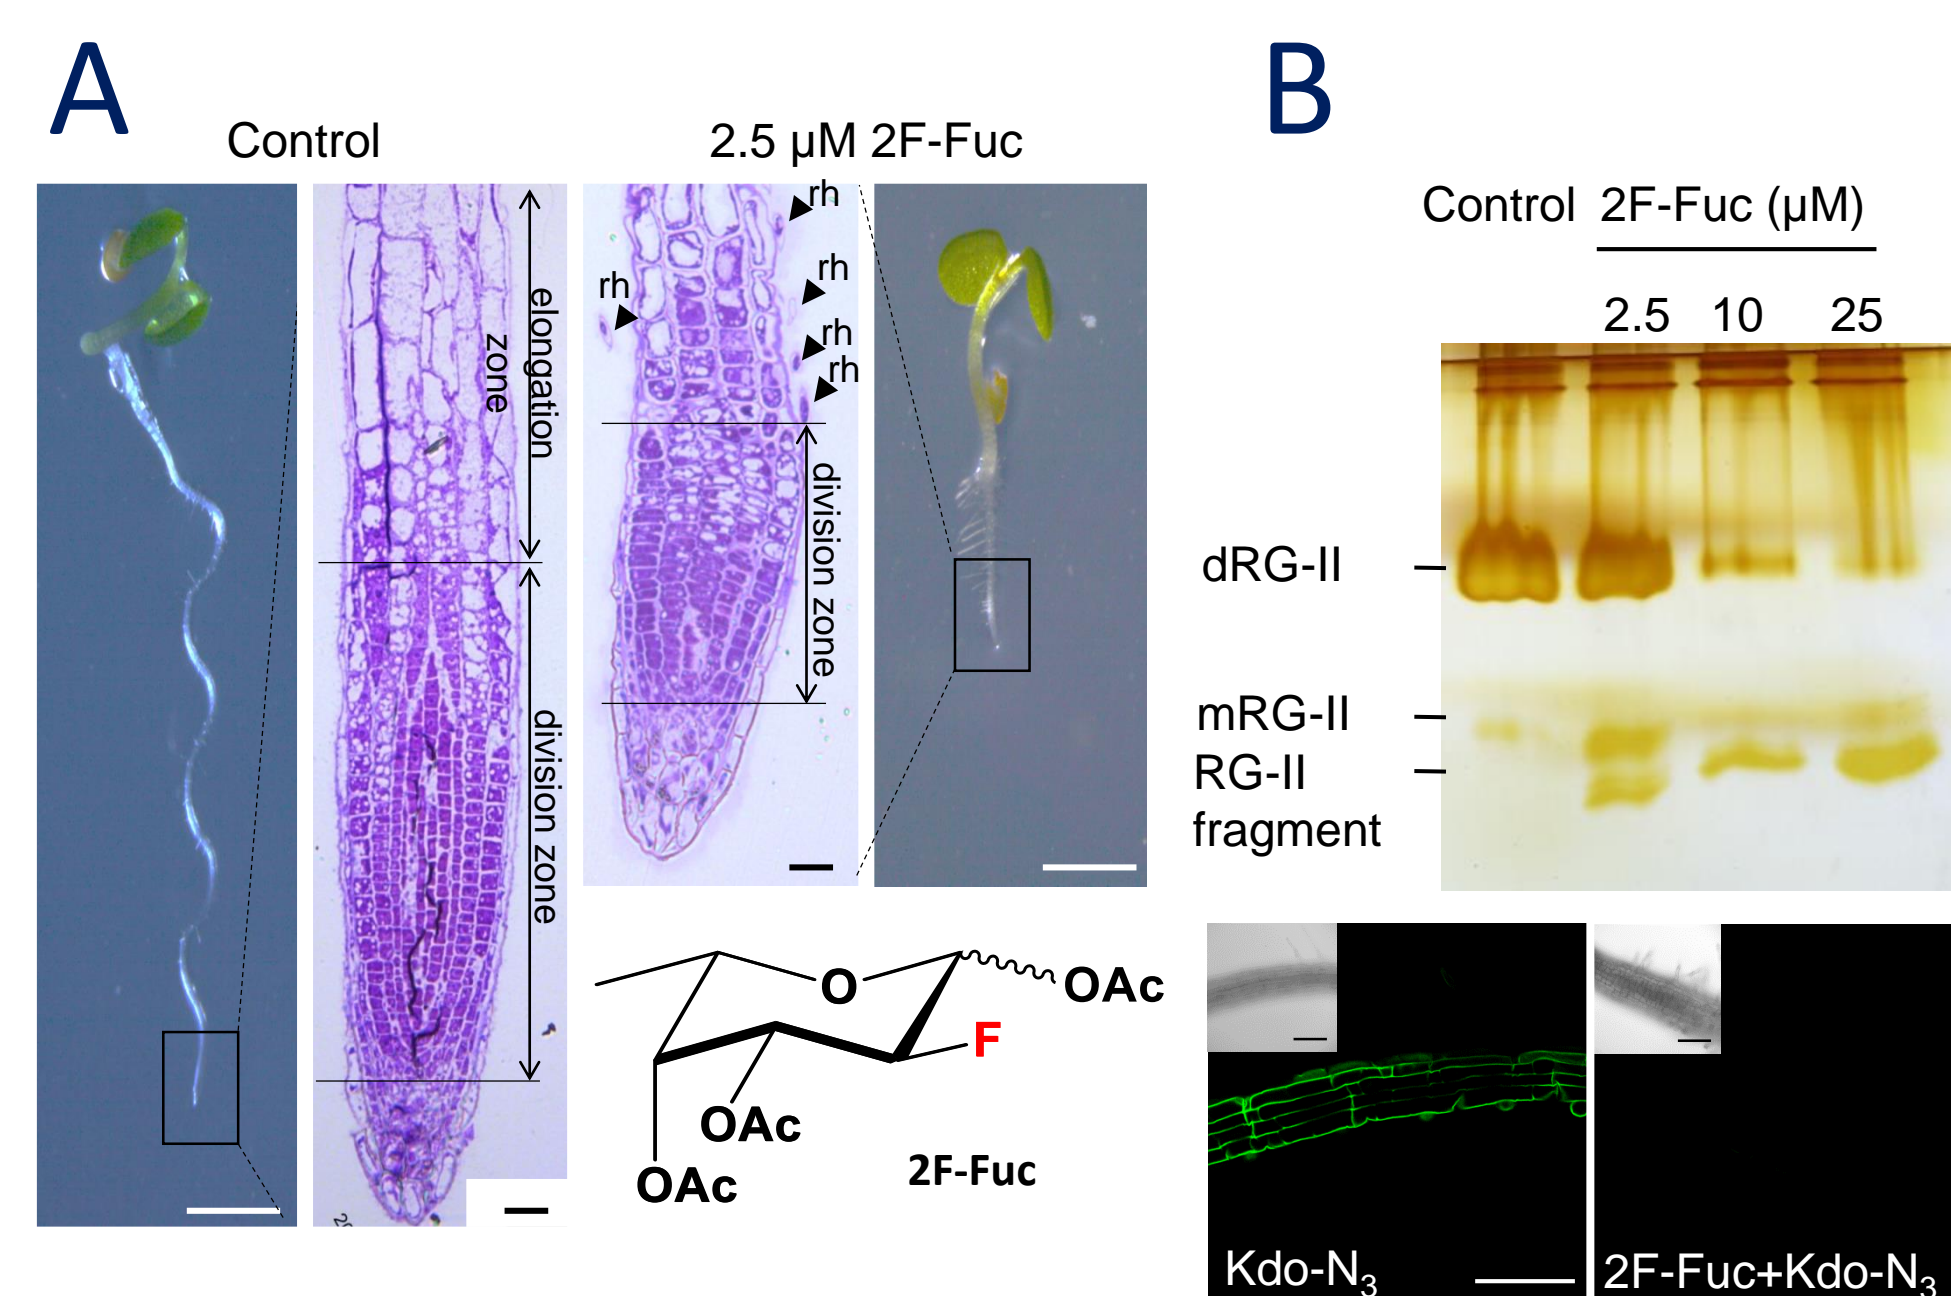 A
Control
2.5 µM 2F-Fuc
elongation
zone
division zone
rh
rh
rh
rh
rh
division zone
O
OAc
F
OAc
OAc
2F-Fuc
B
Control 2F-Fuc (µM)
2.5 10 25
dRG-II
mRG-II
RG-II
fragment
Kdo-N₃
2F-Fuc+Kdo-N₃